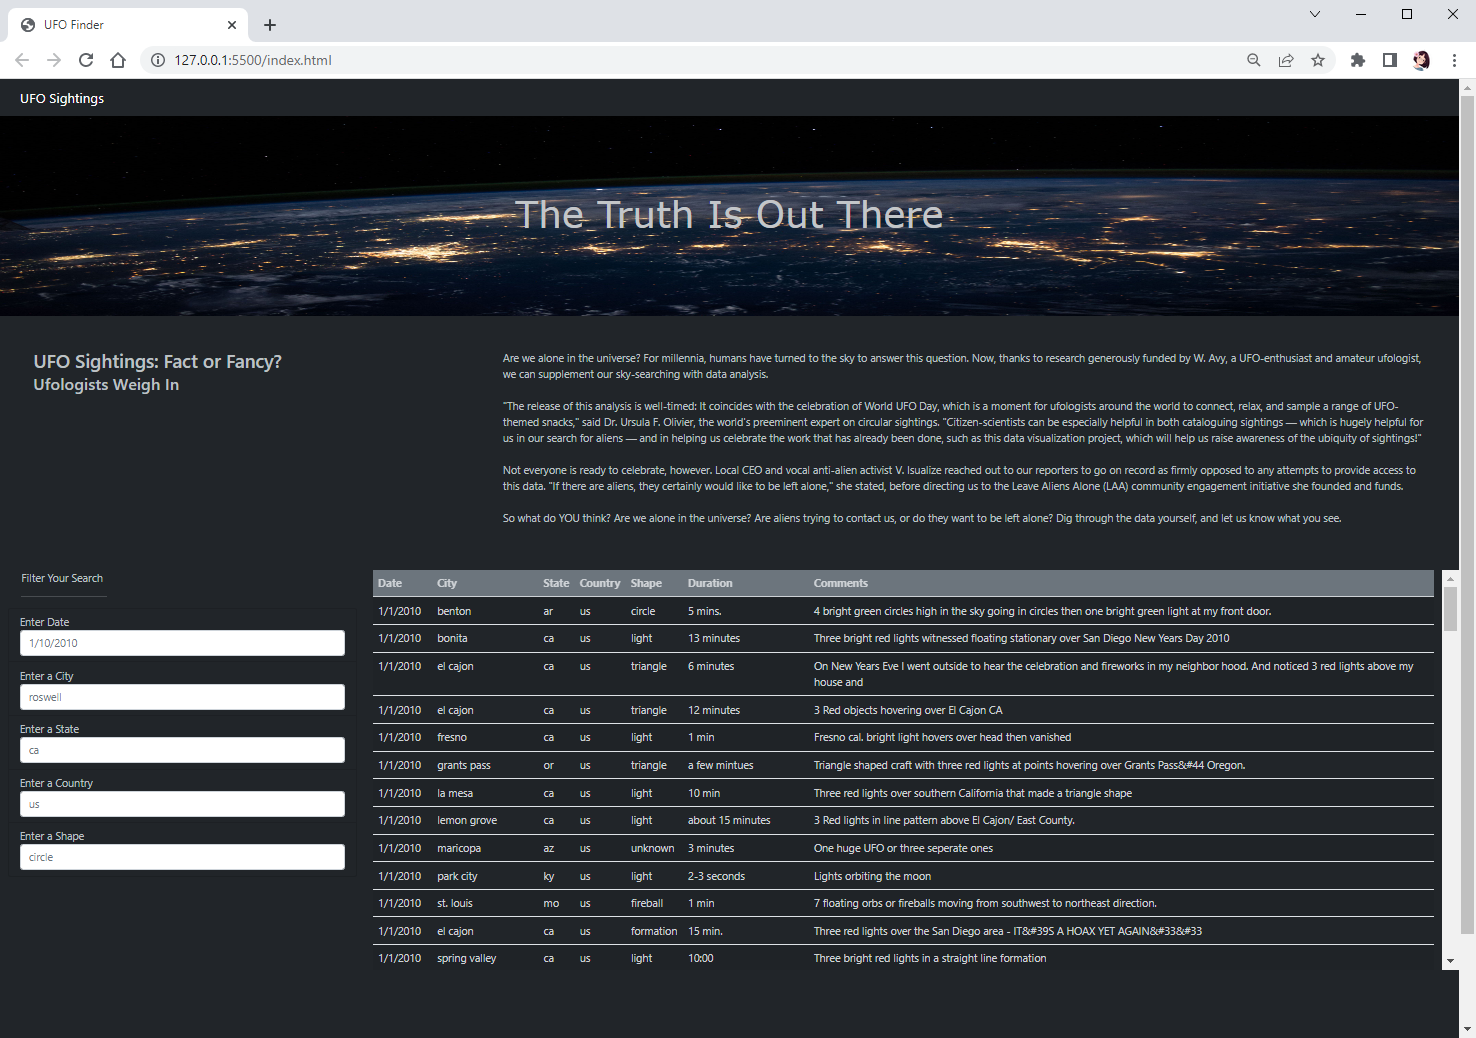 UFO Finder
127.0.0.1:5500/index.html
UFO Sightings
The Truth Is Out There
UFO Sightings: Fact or Fancy?
Ufologists Weigh In
Are we alone in the universe? For millennia, humans have turned to the sky to answer this question. Now, thanks to research generously funded by W. Avy, a UFO-enthusiast and amateur ufologist,
we can supplement our sky-searching with data analysis.
"The release of this analysis is well-timed: It coincides with the celebration of World UFO Day, which is a moment for ufologists around the world to connect, relax, and sample a range of UFO-
themed snacks," said Dr. Ursula F. Olivier, the world's preeminent expert on circular sightings. "Citizen-scientists can be especially helpful in both cataloguing sightings — which is hugely helpful for
us in our search for aliens — and in helping us celebrate the work that has already been done, such as this data visualization project, which will help us raise awareness of the ubiquity of sightings!"
Not everyone is ready to celebrate, however. Local CEO and vocal anti-alien activist V. Isualize reached out to our reporters to go on record as firmly opposed to any attempts to provide access to
this data. "If there are aliens, they certainly would like to be left alone," she stated, before directing us to the Leave Aliens Alone (LAA) community engagement initiative she founded and funds.
So what do YOU think? Are we alone in the universe? Are aliens trying to contact us, or do they want to be left alone? Dig through the data yourself, and let us know what you see.
Filter Your Search
Enter Date
1/10/2010
Enter a City
roswell
Enter a State
ca
Enter a Country
us
Enter a Shape
circle
Date City State Country Shape Duration Comments
1/1/2010 benton ar us circle 5 mins. 4 bright green circles high in the sky going in circles then one bright green light at my front door.
1/1/2010 bonita ca us light 13 minutes Three bright red lights witnessed floating stationary over San Diego New Years Day 2010
1/1/2010 el cajon ca us triangle 6 minutes On New Years Eve I went outside to hear the celebration and fireworks in my neighbor hood. And noticed 3 red lights above my
house and
1/1/2010 el cajon ca us triangle 12 minutes 3 Red objects hovering over El Cajon CA
1/1/2010 fresno ca us light 1 min Fresno cal. bright light hovers over head then vanished
1/1/2010 grants pass or us triangle a few mintues Triangle shaped craft with three red lights at points hovering over Grants Pass&#44 Oregon.
1/1/2010 la mesa ca us light 10 min Three red lights over southern California that made a triangle shape
1/1/2010 lemon grove ca us light about 15 minutes 3 Red lights in line pattern above El Cajon/ East County.
1/1/2010 maricopa az us unknown 3 minutes One huge UFO or three seperate ones
1/1/2010 park city ky us light 2-3 seconds Lights orbiting the moon
1/1/2010 st. louis mo us fireball 1 min 7 floating orbs or fireballs moving from southwest to northeast direction.
1/1/2010 el cajon ca us formation 15 min. Three red lights over the San Diego area - IT&#39S A HOAX YET AGAIN&#33&#33
1/1/2010 spring valley ca us light 10:00 Three bright red lights in a straight line formation